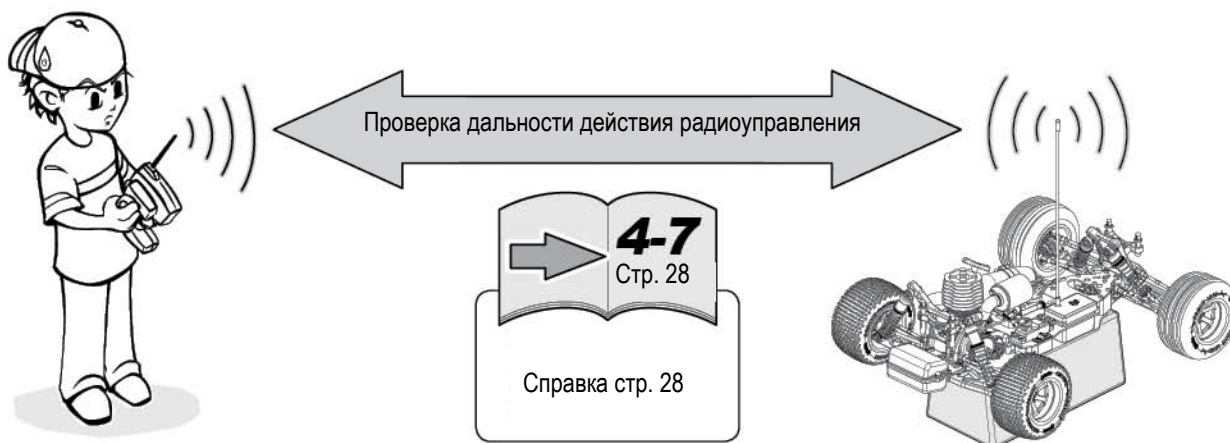 Проверка дальности действия радиоуправления
4-7
Стр. 28
Справка стр. 28